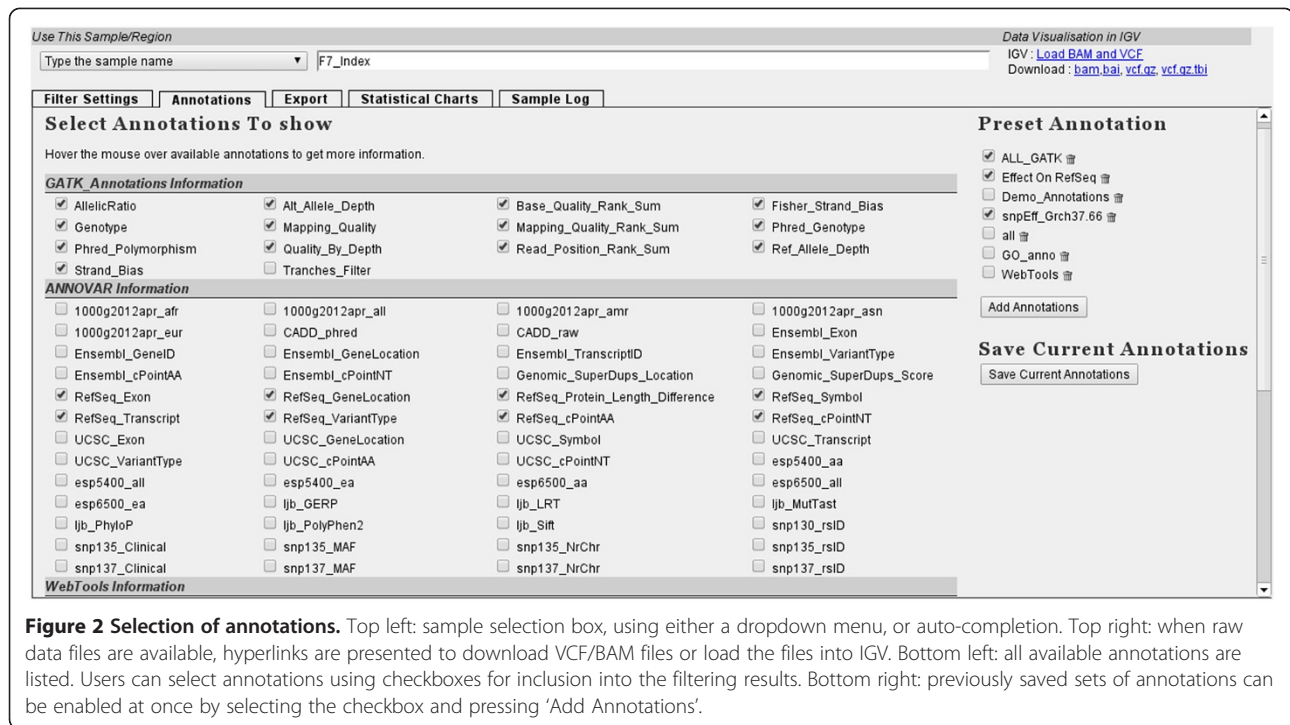 Use This Sample/Region
Data Visualisation in IGV
Type the sample name
F7_Index
IGV : Load BAM and VCF
Download : bam,bai, vcf.gz, vcf.gz.tbi
Filter Settings Annotations Export Statistical Charts Sample Log
Select Annotations To show
Hover the mouse over available annotations to get more information.
GATK_Annotations Information
AllelicRatio Alt_Allele_Depth Base_Quality_Rank_Sum Fisher_Strand_Bias
Genotype Mapping_Quality Mapping_Quality_Rank_Sum Phred_Genotype
Phred_Polymorphism Quality_By_Depth Read_Position_Rank_Sum Ref_Allele_Depth
Strand_Bias Tranches_Filter
ANNOVAR Information
1000g2012apr_afr 1000g2012apr_all 1000g2012apr_amr 1000g2012apr_asn
1000g2012apr_eur CADD_phred CADD_raw Ensembl_Exon
Ensembl_GeneID Ensembl_GeneLocation Ensembl_TranscriptID Ensembl_VariantType
Ensembl_cPointAA Ensembl_cPointNT Genomic_SuperDups_Location Genomic_SuperDups_Score
RefSeq_Exon RefSeq_GeneLocation RefSeq_Protein_Length_Difference RefSeq_Symbol
RefSeq_Transcript RefSeq_VariantType RefSeq_cPointAA RefSeq_cPointNT
UCSC_Exon UCSC_GeneLocation UCSC_Symbol UCSC_Transcript
UCSC_VariantType UCSC_cPointAA UCSC_cPointNT esp5400_aa
esp5400_all esp5400_ea esp6500_aa esp6500_all
esp6500_ea ljb_GERP ljb_LRT ljb_MutTast
ljb_PhyloP ljb_PolyPhen2 ljb_Sift snp130_rsID
snp135_Clinical snp135_MAF snp135_NrChr snp135_rsID
snp137_Clinical snp137_MAF snp137_NrChr snp137_rsID
WebTools Information
Preset Annotation
ALL_GATK
Effect On RefSeq
Demo_Annotations
snpEff_Grch37.66
all
GO_anno
WebTools
Add Annotations
Save Current Annotations
Save Current Annotations
Figure 2 Selection of annotations. Top left: sample selection box, using either a dropdown menu, or auto-completion. Top right: when raw
data files are available, hyperlinks are presented to download VCF/BAM files or load the files into IGV. Bottom left: all available annotations are
listed. Users can select annotations using checkboxes for inclusion into the filtering results. Bottom right: previously saved sets of annotations can
be enabled at once by selecting the checkbox and pressing ‘Add Annotations’.